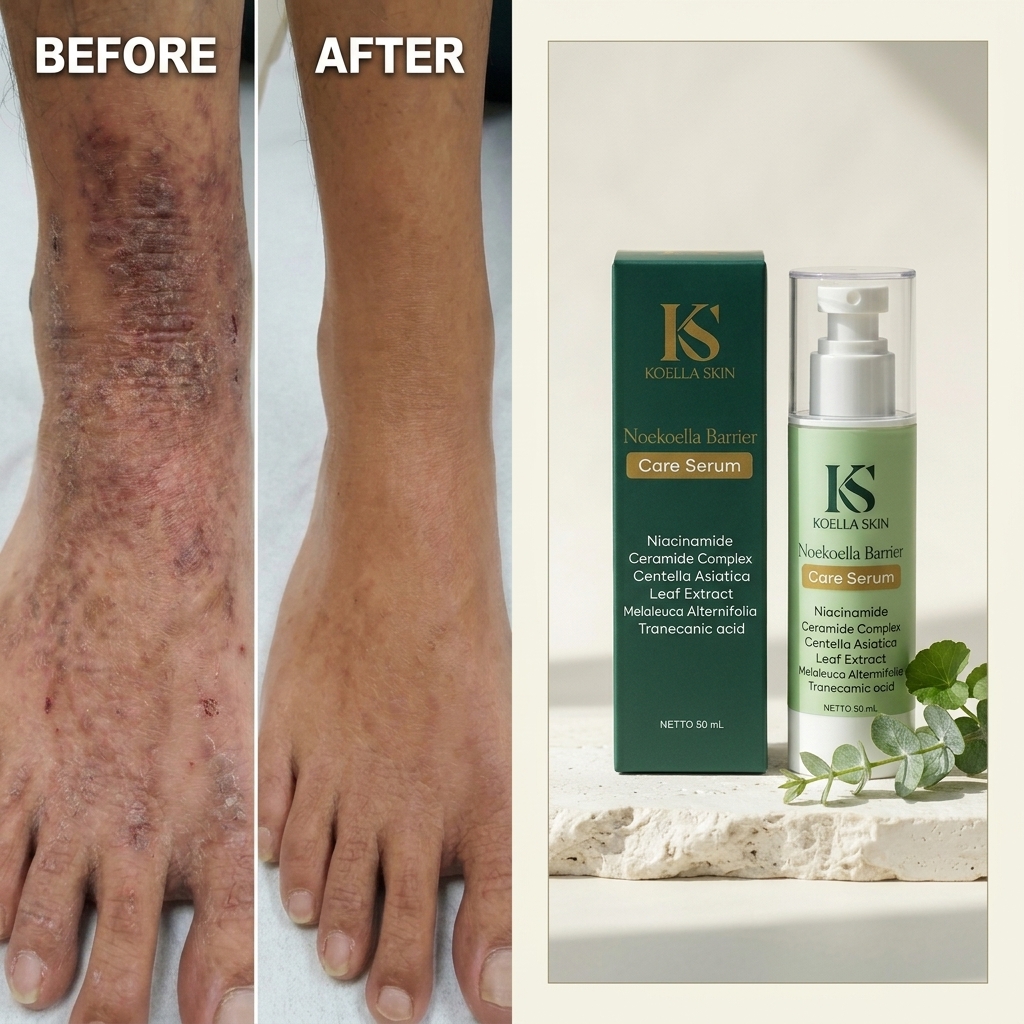 BEFORE
AFTER
KS
KOELLA SKIN
Noekoella Barrier
Care Serum
Niacinamide
Ceramide Complex
Centella Asiatica
Leaf Extract
Melaleuca Alternifolia
Tranecanic acid
NETTO 50 mL
KS
KOELLA SKIN
Noekoella Barrier
Care Serum
Niacinamide
Ceramide Complex
Centella Asiatica
Leaf Extract
Melaleuca Altemifelie
Tranecamic ocid
NETTO 50 mL